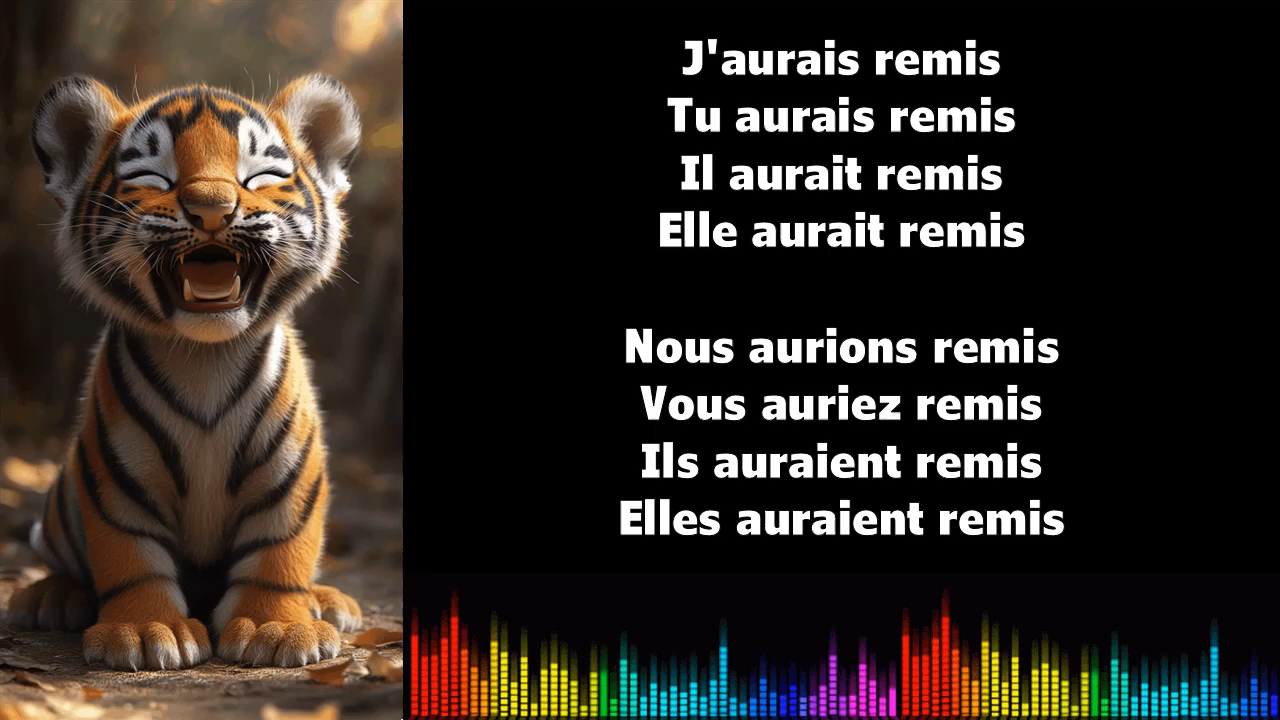 J'aurais remis
Tu aurais remis
Il aurait remis
Elle aurait remis
Nous aurions remis
Vous auriez remis
Ils auraient remis
Elles auraient remis